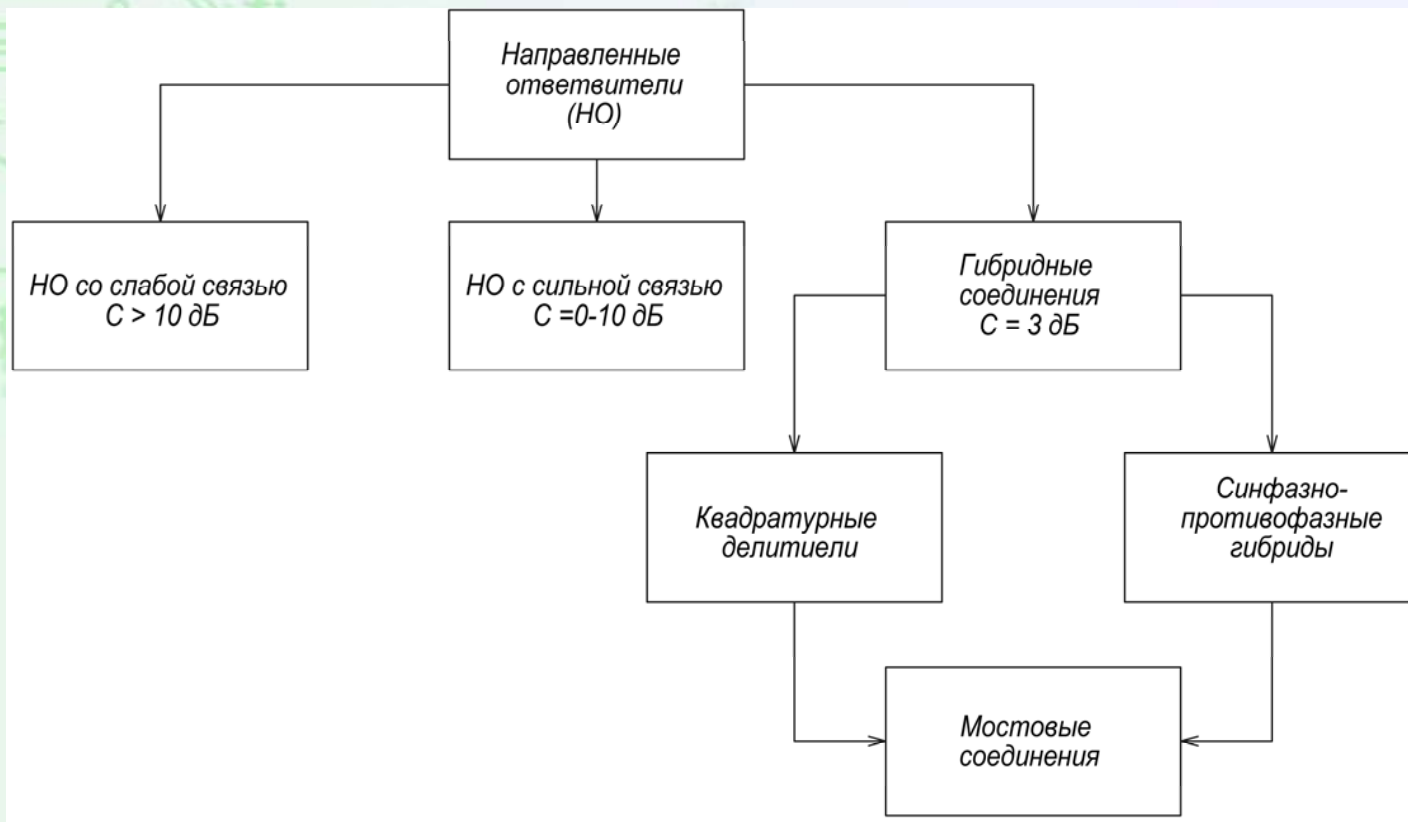 Направленные
ответвители
(НО)
НО со слабой связью
С > 10 дБ
НО с сильной связью
С =0-10 дБ
Гибридные
соединения
С = 3 дБ
Квадратурные
делитиели
Синфазно-
противофазные
гибриды
Мостовые
соединения